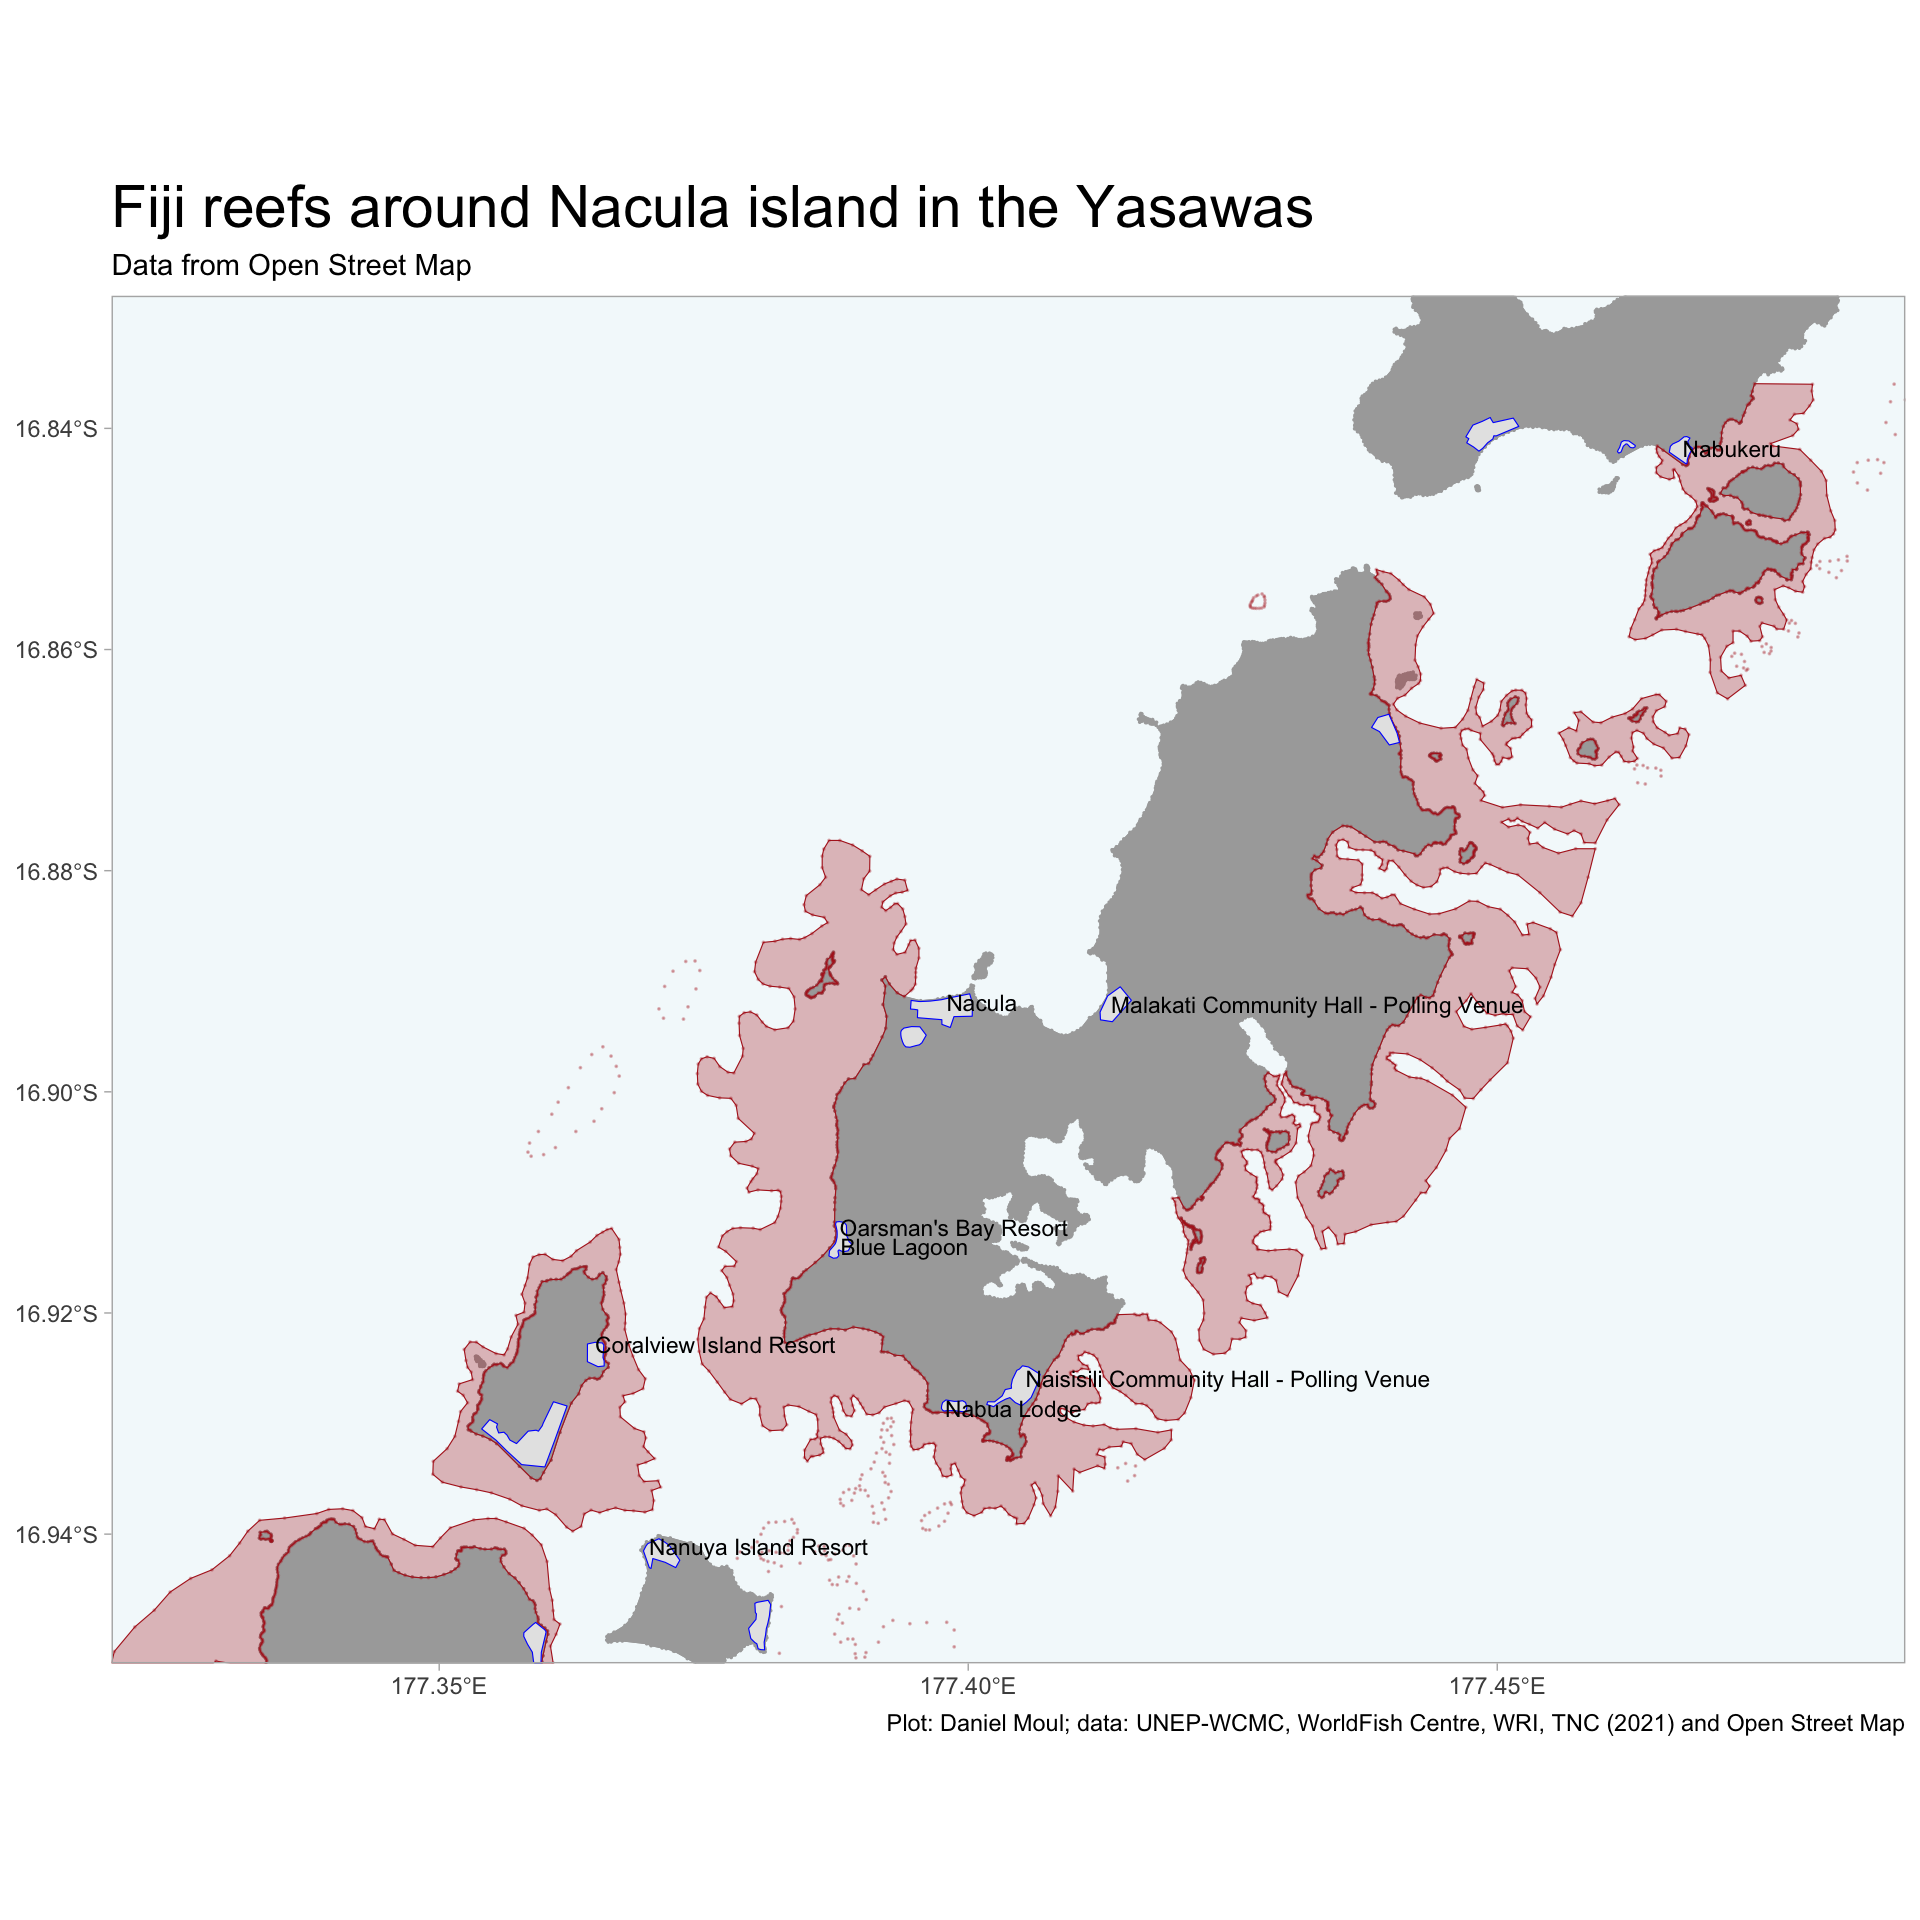 Fiji reefs around Nacula island in the Yasawas
Data from Open Street Map
16.84°S
Nabukeru
16.86°S
16.88°S
Nacula
Malakati Community Hall - Polling Venue
16.90°S
Oarsman's Bay Resort
Blue Lagoon
16.92°S
Coralview Island Resort
Naisisili Community Hall - Polling Venue
Nabua Lodge
16.94°S
Nanuya Island Resort
177.35°E
177.40°E
177.45°E
Plot: Daniel Moul; data: UNEP-WCMC, WorldFish Centre, WRI, TNC (2021) and Open Street Map